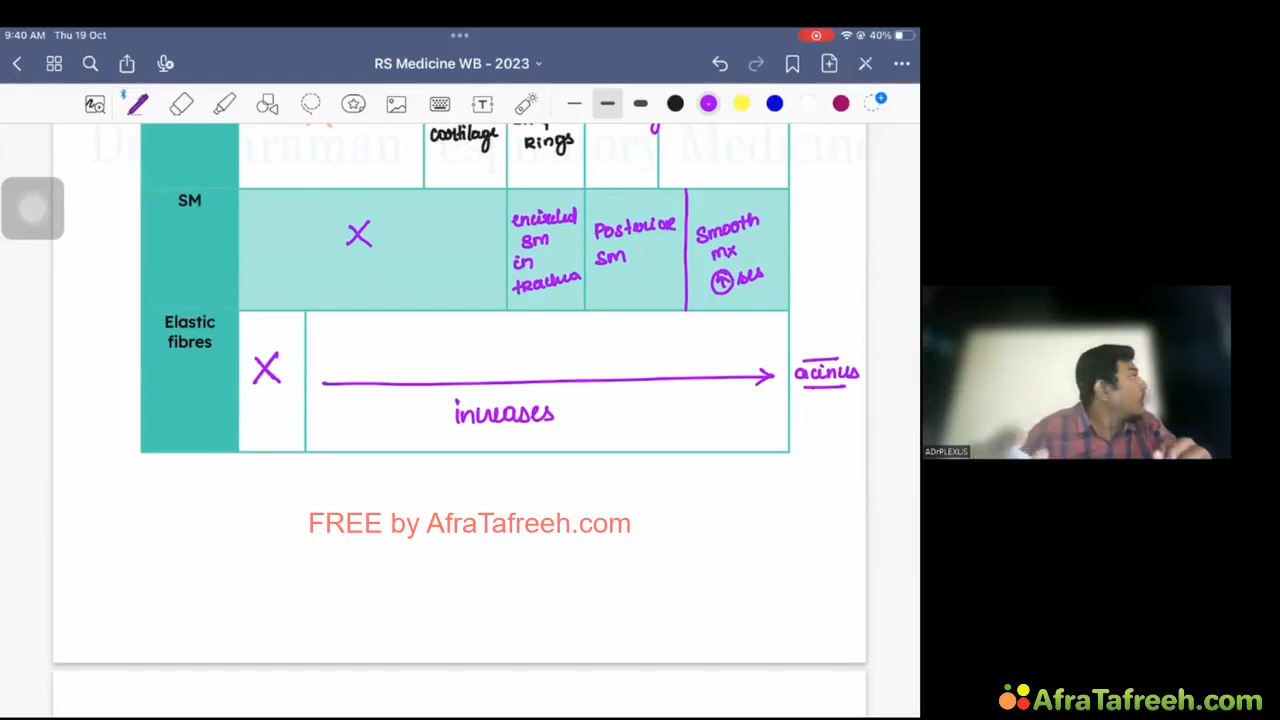 9:40 AM Thu 19 Oct
40%
RS Medicine WB - 2023
cartilage
rings
SM
X
encircled
sm
in
trachea
Posterior
sm
Smooth
mx
↑ ses
Elastic
fibres
X
increases
acinus
FREE by AfraTafreeh.com
ADrPLEXUS
AfraTafreeh.com